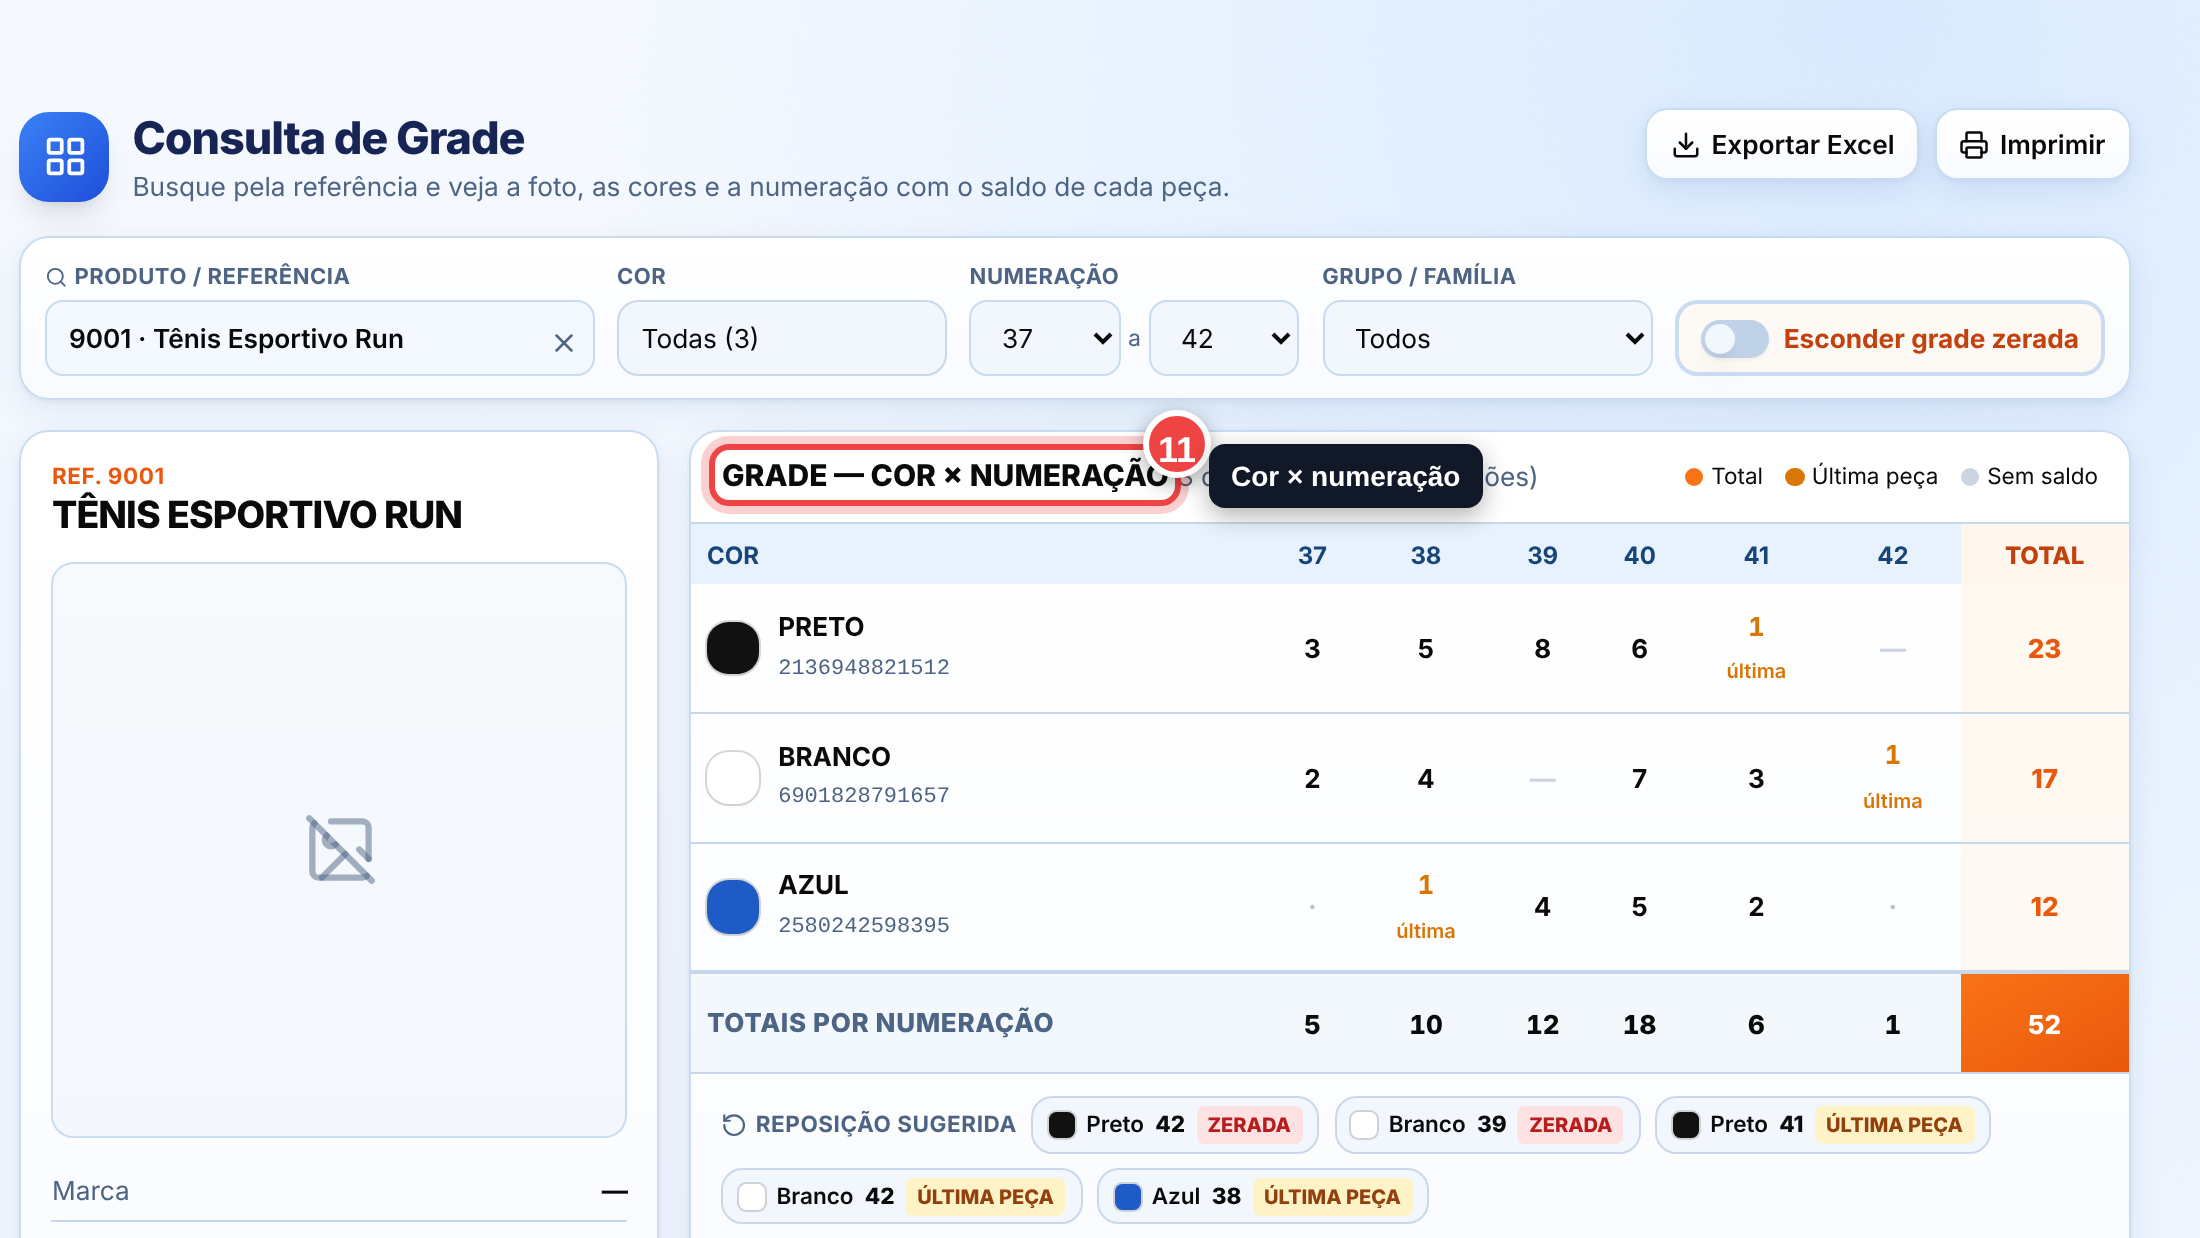 Consulta de Grade
Busque pela referência e veja a foto, as cores e a numeração com o saldo de cada peça.
Exportar Excel
Imprimir
PRODUTO / REFERÊNCIA
COR
NUMERAÇÃO
GRUPO / FAMÍLIA
9001 · Tênis Esportivo Run
Todas (3)
37
a
42
Todos
Esconder grade zerada
REF. 9001
TÊNIS ESPORTIVO RUN
Marca —
GRADE — COR × NUMERAÇÃO
11
Cor × numeração
ões)
Total
Última peça
Sem saldo
COR 37 38 39 40 41 42 TOTAL
PRETO
2136948821512
3 5 8 6 1 última — 23
BRANCO
6901828791657
2 4 — 7 3 1 última 17
AZUL
2580242598395
· 1 última 4 5 2 · 12
TOTAIS POR NUMERAÇÃO 5 10 12 18 6 1 52
REPOSIÇÃO SUGERIDA
Preto 42 ZERADA
Branco 39 ZERADA
Preto 41 ÚLTIMA PEÇA
Branco 42 ÚLTIMA PEÇA
Azul 38 ÚLTIMA PEÇA